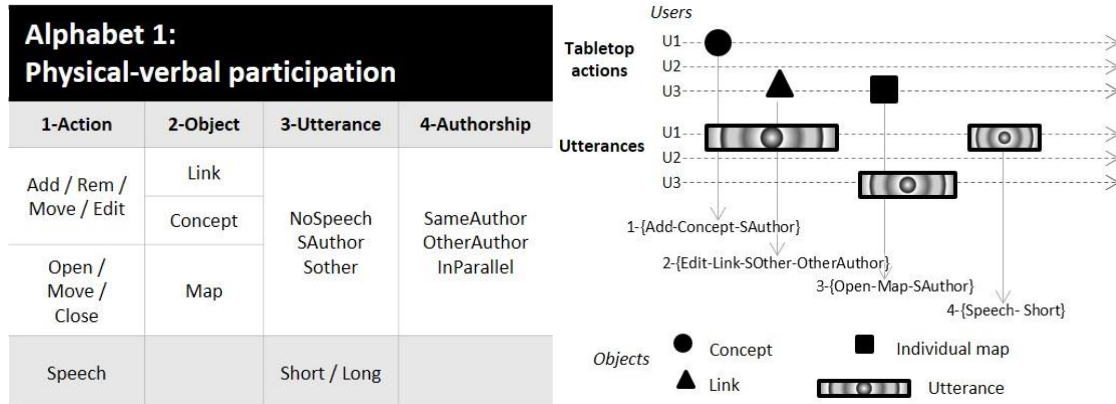 Alphabet 1:
Physical-verbal participation
1-Action 2-Object 3-Utterance 4-Authorship
Add / Rem /
Move / Edit
Link
Concept
NoSpeech
SAuthor
Sother
SameAuthor
OtherAuthor
InParallel
Open /
Move /
Close
Map
Speech Short / Long
Users
Tabletop
actions
U1
U2
U3
Utterances
U1
U2
U3
1-{Add-Concept-SAuthor}
2-{Edit-Link-SOther-OtherAuthor}
3-{Open-Map-SAuthor}
4-{Speech- Short}
Objects
Concept
Individual map
Link
Utterance